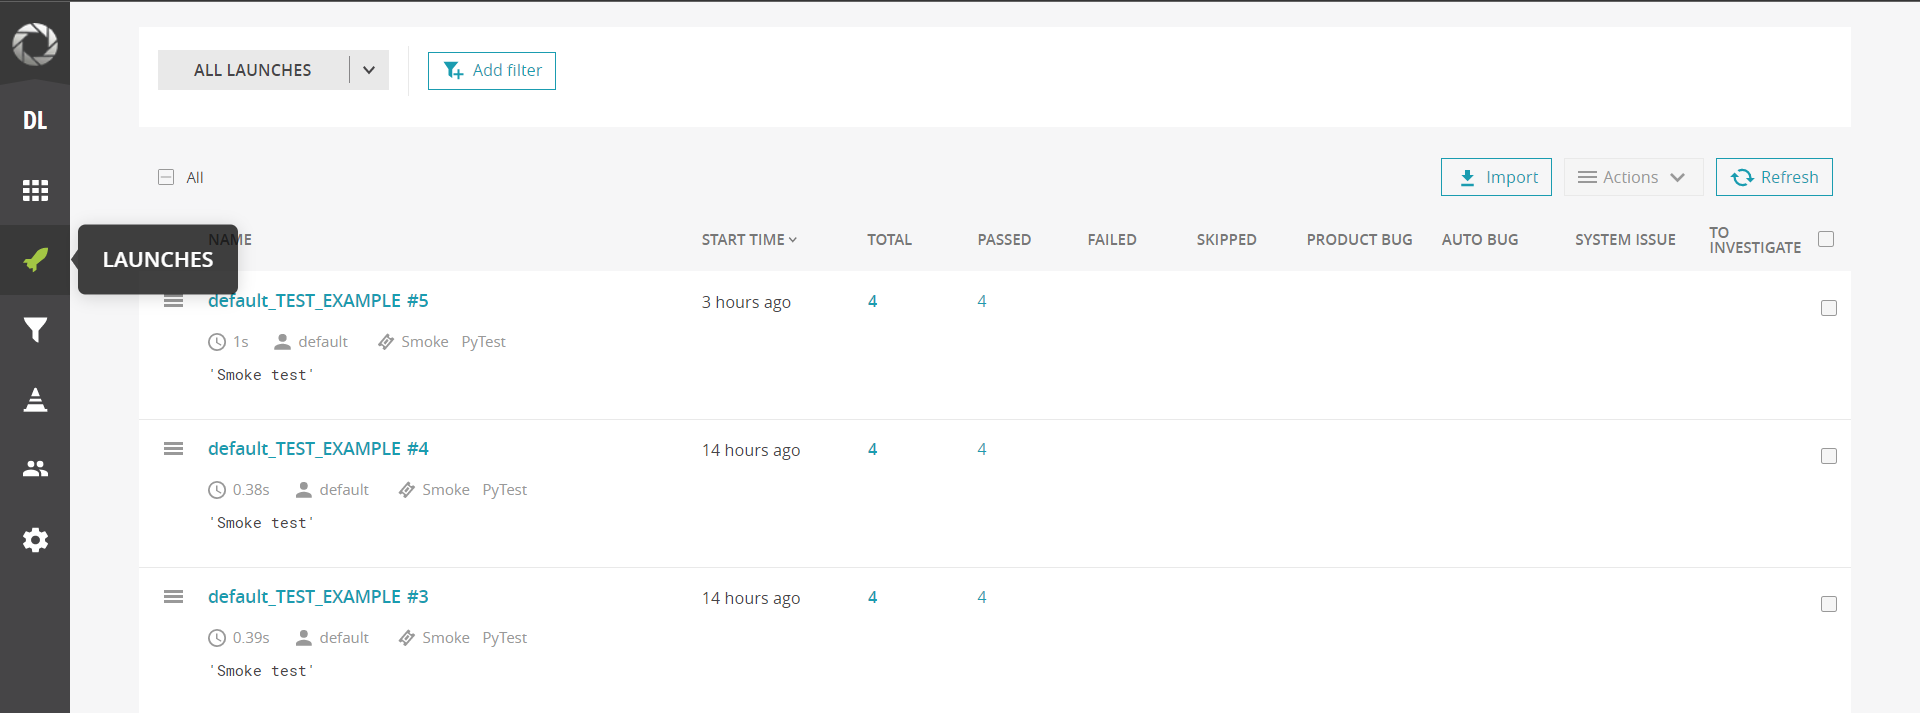 ALL LAUNCHES
Add filter
DL
All
Import
Actions
Refresh
NAME START TIME TOTAL PASSED FAILED SKIPPED PRODUCT BUG AUTO BUG SYSTEM ISSUE TO INVESTIGATE
LAUNCHES
default_TEST_EXAMPLE #5 3 hours ago 4 4
1s default Smoke PyTest
'Smoke test'
default_TEST_EXAMPLE #4 14 hours ago 4 4
0.38s default Smoke PyTest
'Smoke test'
default_TEST_EXAMPLE #3 14 hours ago 4 4
0.39s default Smoke PyTest
'Smoke test'